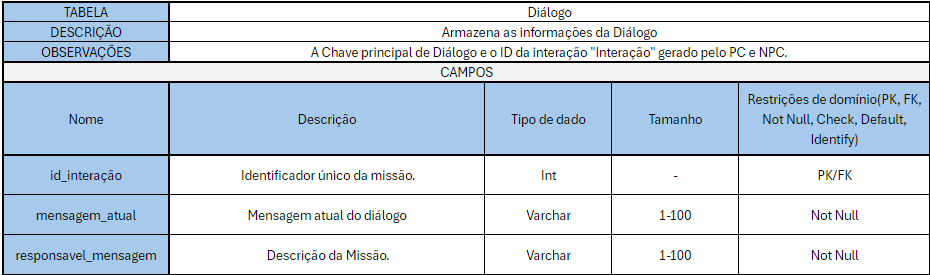 TABELA Diálogo
DESCRIÇÃO Armazena as informações da Diálogo
OBSERVAÇÕES A Chave principal de Diálogo e o ID da interação "Interação" gerado pelo PC e NPC.
CAMPOS
Nome Descrição Tipo de dado Tamanho Restrições de domínio(PK, FK,
Not Null, Check, Default,
Identify)
id_interação Identificador único da missão. Int - PK/FK
mensagem_atual Mensagem atual do diálogo Varchar 1-100 Not Null
responsavel_mensagem Descrição da Missão. Varchar 1-100 Not Null